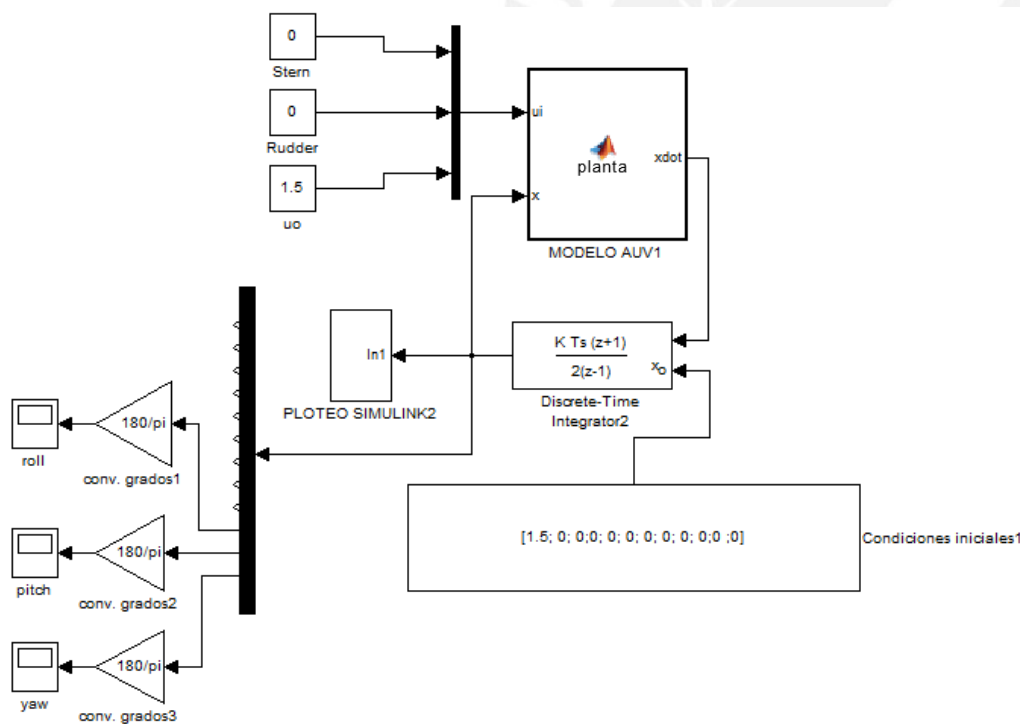 0
Stern
0
Rudder
1.5
uo
ui
x
planta
xdot
MODELO AUV1
In1
PLOTEO SIMULINK2
K Ts (z+1)
2(z-1)
xo
Discrete-Time
Integrator2
[1.5; 0; 0;0; 0; 0; 0; 0; 0; 0;0 ;0]
Condiciones iniciales1
180/pi
roll
conv. grados1
180/pi
pitch
conv. grados2
180/pi
yaw
conv. grados3